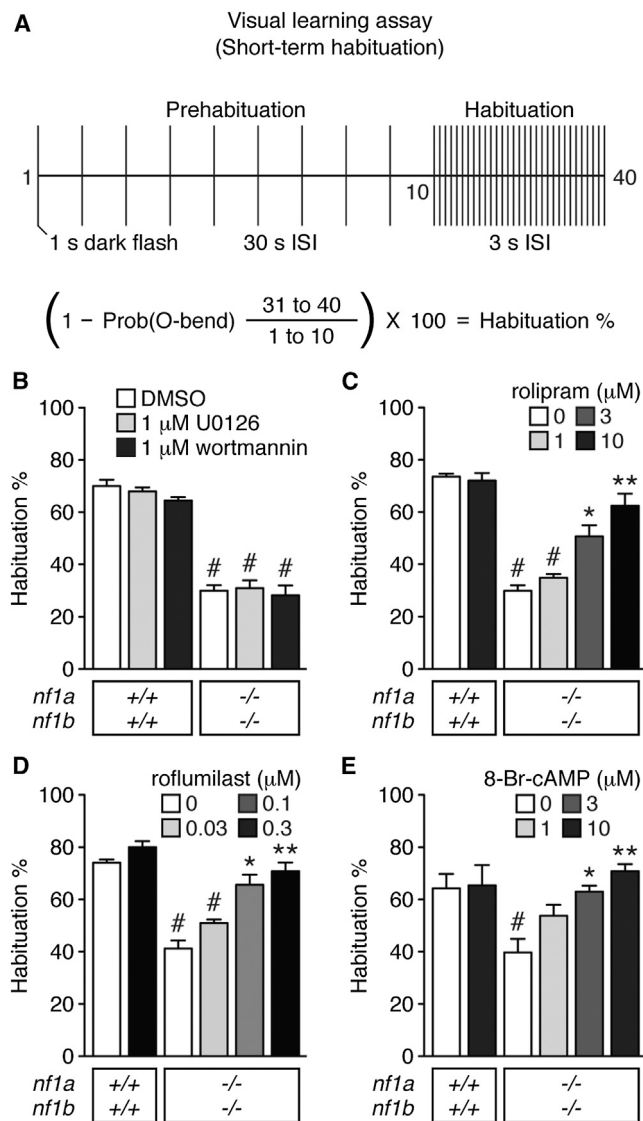 A
Visual learning assay
(Short-term habituation)
Prehabituation
Habituation
1
10
40
1 s dark flash
30 s ISI
3 s ISI
(1 − Prob(O-bend) 31 to 40 / 1 to 10) X 100 = Habituation %
B
DMSO
1 μM U0126
1 μM wortmannin
100
80
60
40
20
0
Habituation %
# # #
nf1a +/+ -/-
nf1b +/+ -/-
C
rolipram (μM)
0 3
1 10
100
80
60
40
20
0
Habituation %
# # * **
nf1a +/+ -/-
nf1b +/+ -/-
D
roflumilast (μM)
0 0.1
0.03 0.3
100
80
60
40
60
80
0
Habituation %
# # * **
nf1a +/+ -/-
nf1b +/+ -/-
E
8-Br-cAMP (μM)
0 3
1 10
100
80
60
40
20
0
Habituation %
# * **
nf1a +/+ -/-
nf1b +/+ -/-